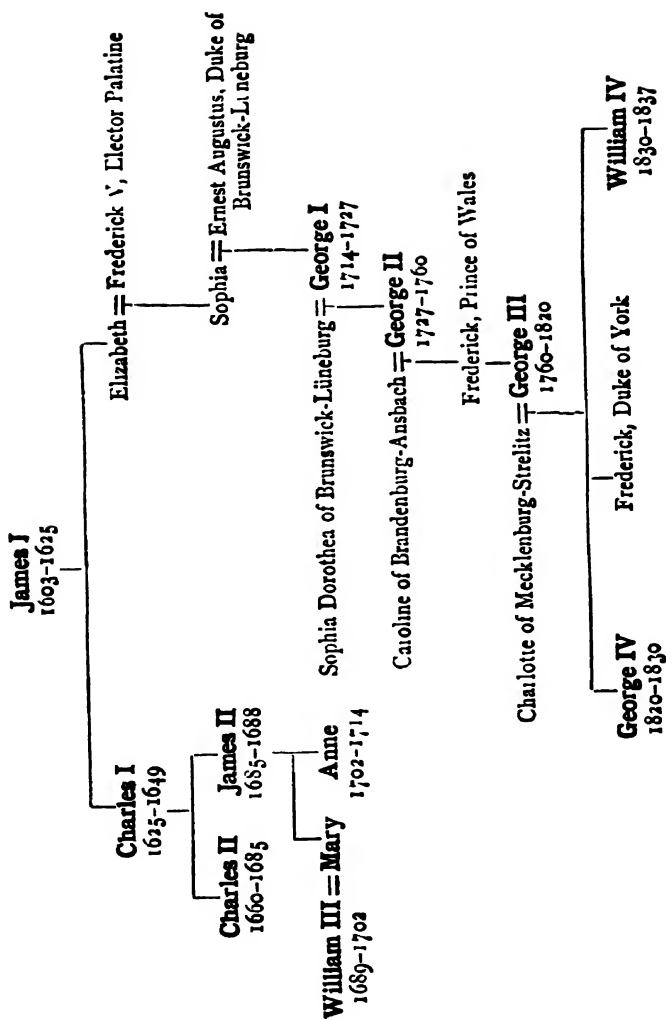 James I
1603–1625
Charles I
1625–1649
Elizabeth = Frederick V, Elector Palatine
Charles II
1660–1685
James II
1685–1688
Sophia = Ernest Augustus, Duke of
Brunswick-Luneburg
William III = Mary
1689–1702
Anne
1702–1714
Sophia Dorothea of Brunswick-Lüneburg = George I
1714–1727
Caroline of Brandenburg-Ansbach = George II
1727–1760
Frederick, Prince of Wales
Charlotte of Mecklenburg-Strelitz = George III
1760–1820
George IV
1820–1830
Frederick, Duke of York
William IV
1830–1837